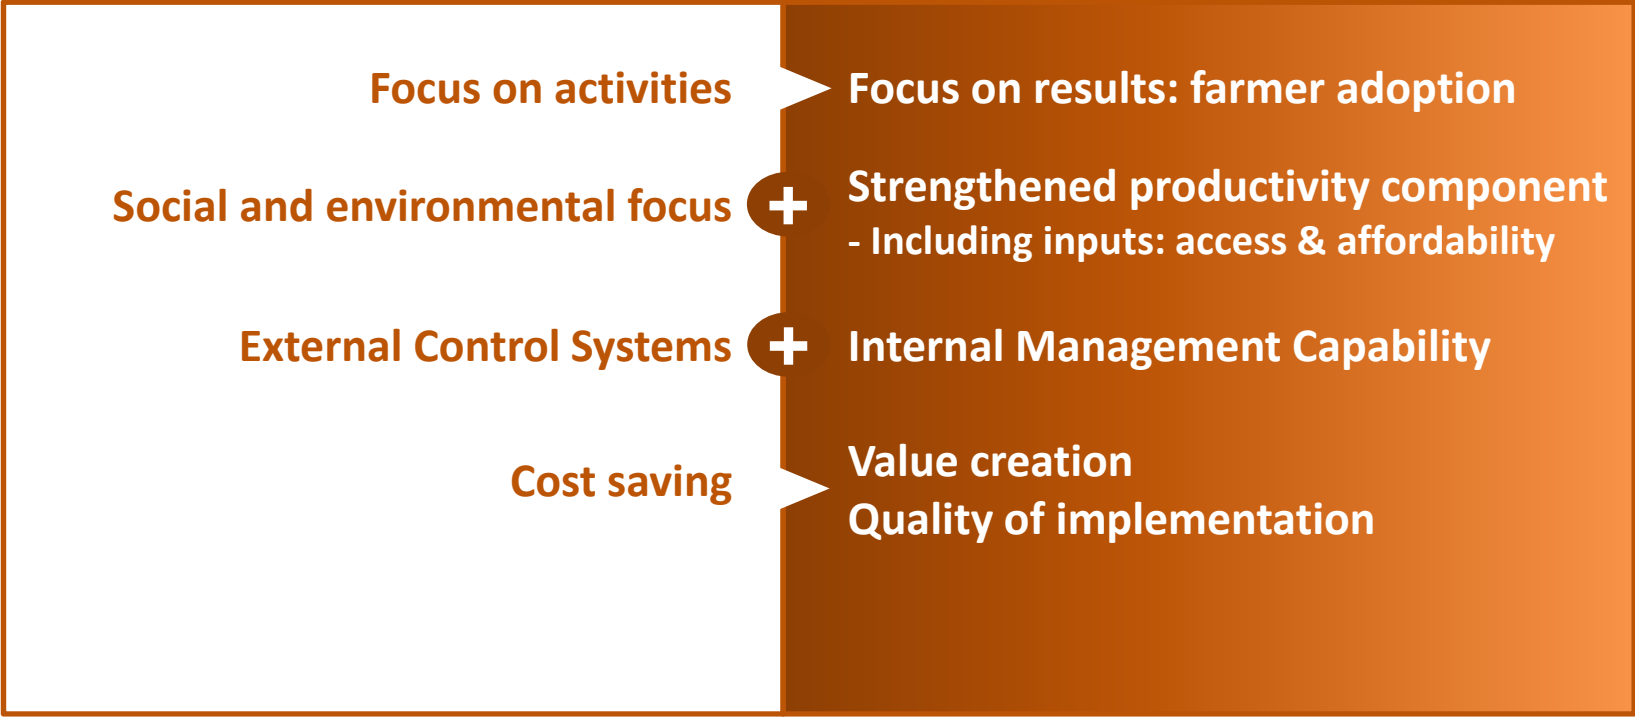 Focus on activities
Focus on results: farmer adoption
Social and environmental focus
+
Strengthened productivity component
- Including inputs: access & affordability
External Control Systems
+
Internal Management Capability
Cost saving
Value creation
Quality of implementation